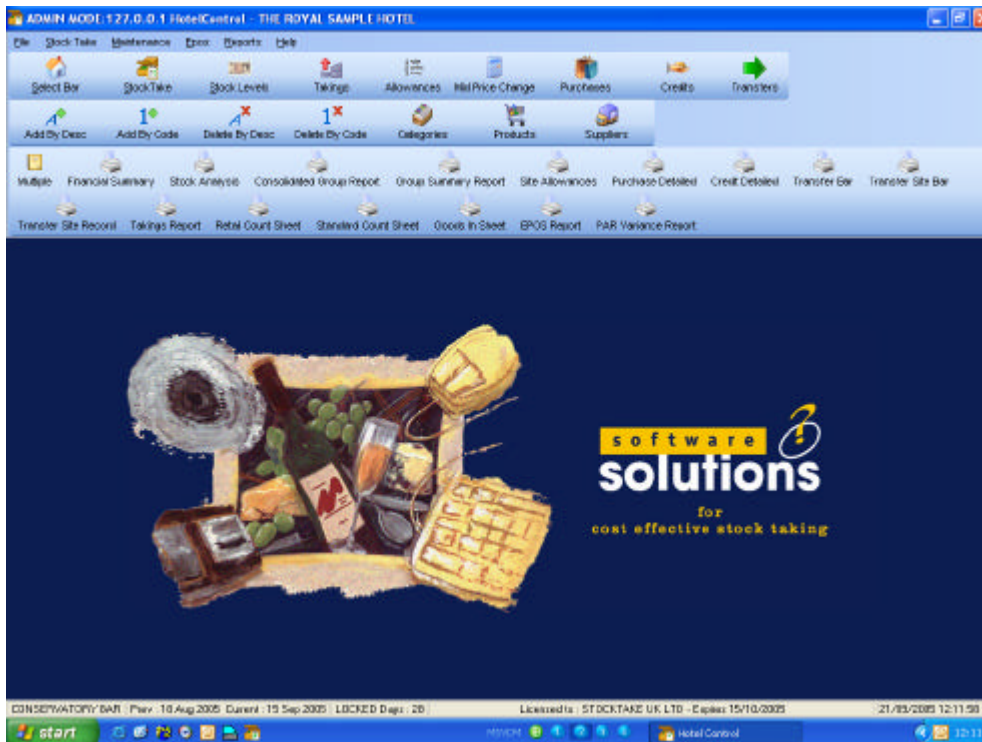 ADMIN MODE:127.0.0.1 HotelControl - THE ROYAL SAMPLE HOTEL
File Stock Take Maintenance Epos Reports Help
Select Bar StockTake Stock Levels Takings Allowances Mid Price Change Purchases Credits Transfers
Add By Desc Add By Code Delete By Desc Delete By Code Categories Products Suppliers
Multiple Financial Summary Stock Analysis Consolidated Group Report Group Summary Report Site Allowances Purchase Detailed Credit Detailed Transfer Bar Transfer Site Bar
Transfer Site Record Takings Report Retail Count Sheet Standard Count Sheet Goods In Sheet EPOS Report PAR Variance Report
software
solutions
for
cost effective stock taking
CONSERVATORY BAR Prev :18 Aug 2005 Current :15 Sep 2005 LOCKED Days : 28 Licensed to : STOCKTAKE UK LTD - Expires 15/10/2005 21/09/2005 12:11:58
start Hotel Control 12:11